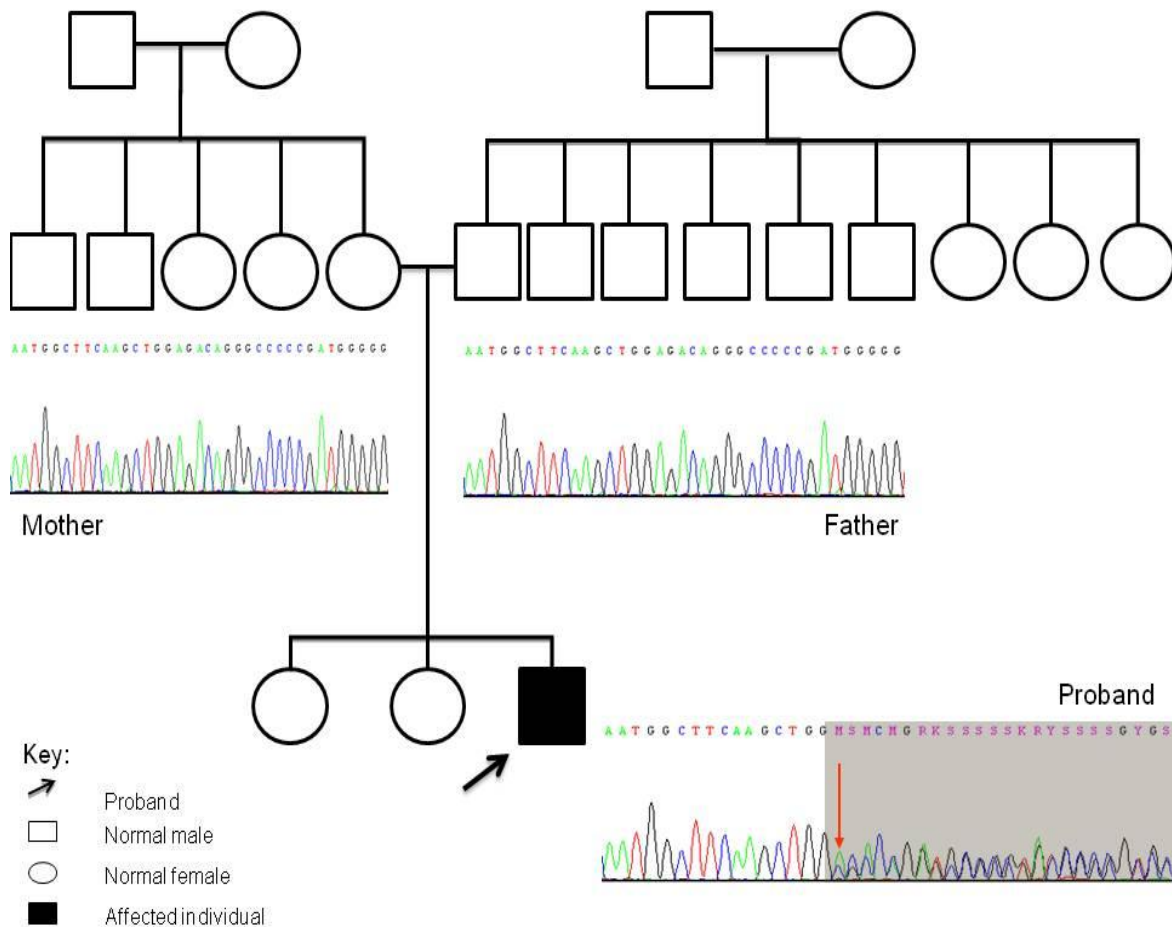 AATGGCTTCAAGCTGGAGACAGGGCCCCCGATGGGGG
AATGGCTTCAAGCTGGAGACAGGGCCCCCGATGGGGG
Mother
Father
Proband
AATGGCTTCAAGCTGGMSMCMGRKSSSSSKRYSSSSGYGS
Key:
Proband
Normal male
Normal female
Affected individual